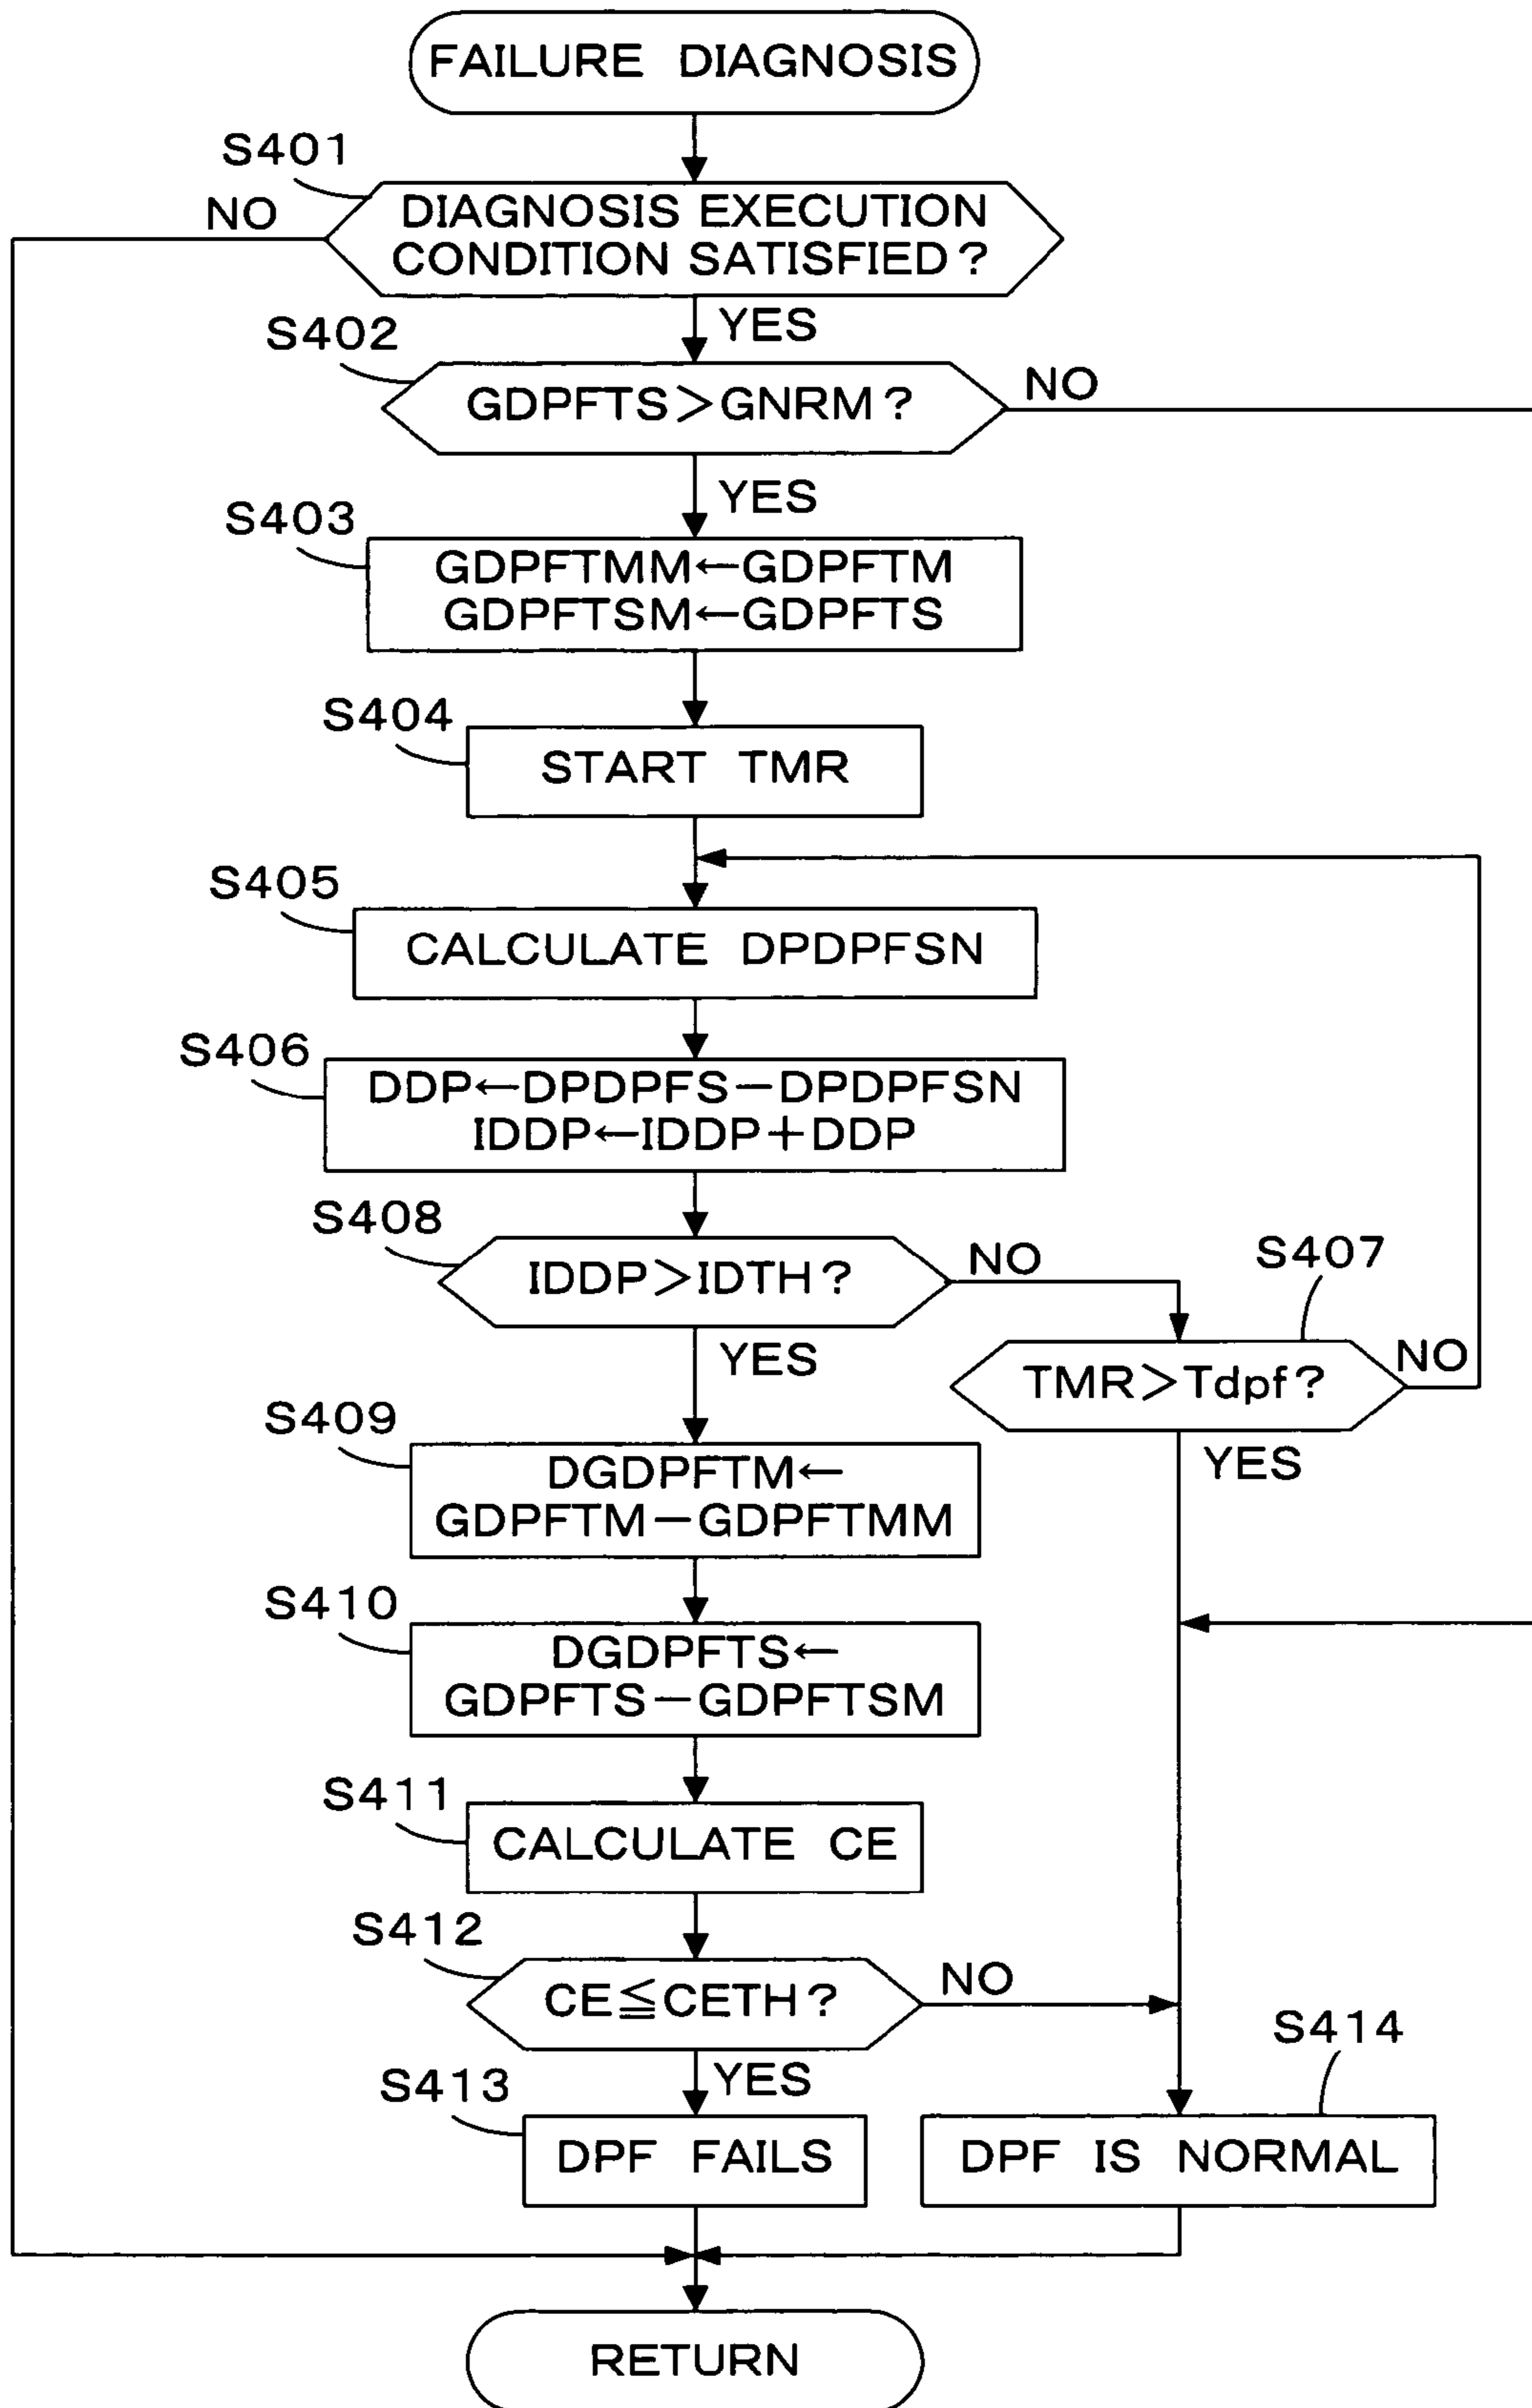 FAILURE DIAGNOSIS
S401
NO
DIAGNOSIS EXECUTION
CONDITION SATISFIED?
YES
S402
GDPFTS>GNRM?
NO
YES
S403
GDPFTMM←GDPFTM
GDPFTSM←GDPFTS
S404
START TMR
S405
CALCULATE DPDPFSN
S406
DDP←DPDPFS−DPDPFSN
IDDP←IDDP+DDP
S408
IDDP>IDTH?
NO
S407
YES
TMR>Tdpf?
NO
YES
S409
DGDPFTM←
GDPFTM−GDPFTMM
S410
DGDPFTS←
GDPFTS−GDPFTSM
S411
CALCULATE CE
S412
CE≦CETH?
NO
S414
YES
S413
DPF FAILS
DPF IS NORMAL
RETURN